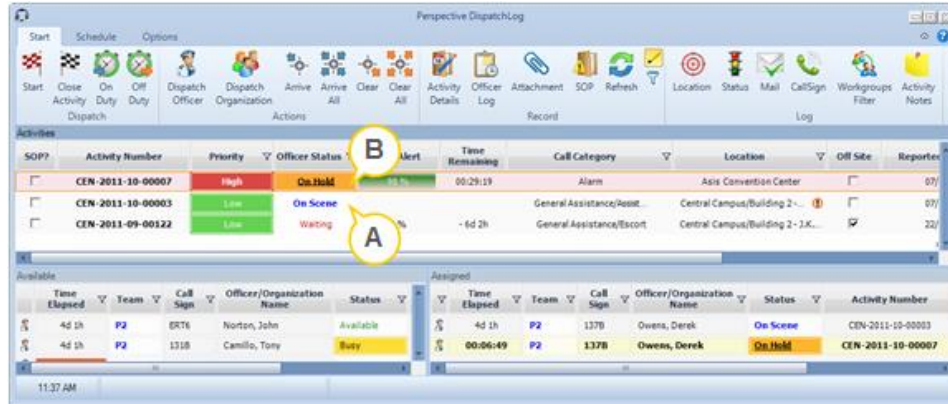 Perspective DispatchLog
Start Schedule Options
Start Close Activity On Duty Off Duty Dispatch Officer Dispatch Organization Arrive Arrive All Clear Clear All Activity Details Officer Log Attachment SOP Refresh Location Status Mail CallSign Workgroups Filter Activity Notes
Dispatch Actions Record Log
Activities
SOP? Activity Number Priority Officer Status B Alert Time Remaining Call Category Location Off Site Reported
CEN-2011-10-00007 High On Hold 00:29:19 Alarm Asis Convention Center 07/
CEN-2011-10-00003 Low On Scene General Assistance/Assist... Central Campus/Building 2 -... 07/
CEN-2011-09-00122 Low Waiting A % - 6d 2h General Assistance/Escort Central Campus/Building 2 - J.K... 22/
Available Assigned
Time Elapsed Team Call Sign Officer/Organization Name Status Time Elapsed Team Call Sign Officer/Organization Name Status Activity Number
4d 1h P2 ERT6 Norton, John Available 4d 1h P2 137B Owens, Derek On Scene CEN-2011-10-00003
4d 1h P2 131B Camillo, Tony Busy 00:06:49 P2 137B Owens, Derek On Hold CEN-2011-10-00007
11:37 AM